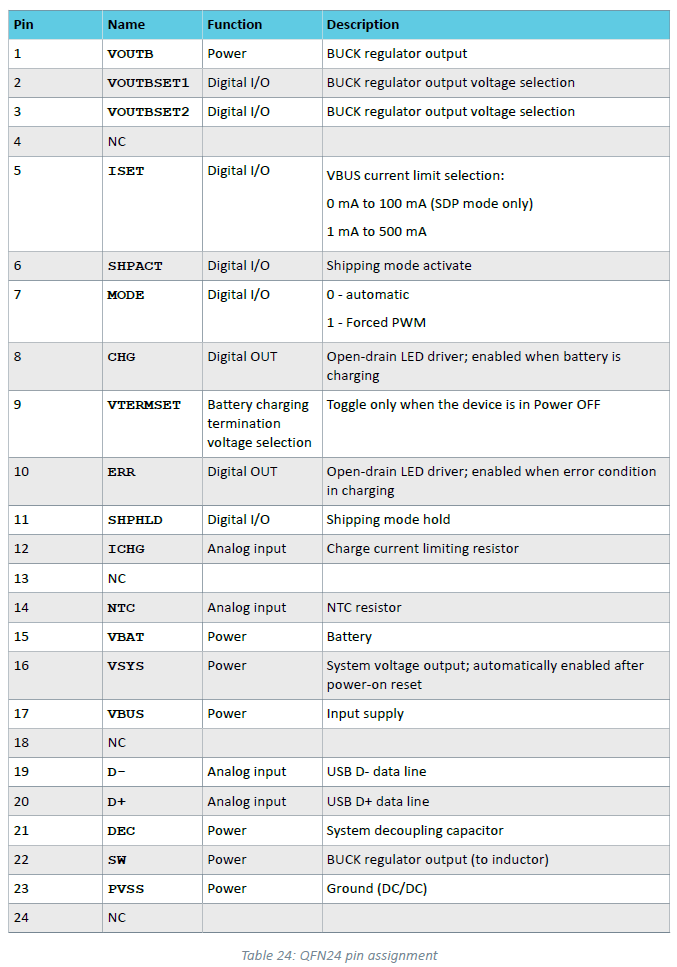 Pin Name Function Description
1 VOUTB Power BUCK regulator output
2 VOUTBSET1 Digital I/O BUCK regulator output voltage selection
3 VOUTBSET2 Digital I/O BUCK regulator output voltage selection
4 NC
5 ISET Digital I/O VBUS current limit selection:
0 mA to 100 mA (SDP mode only)
1 mA to 500 mA
6 SHPACT Digital I/O Shipping mode activate
7 MODE Digital I/O 0 - automatic
1 - Forced PWM
8 CHG Digital OUT Open-drain LED driver; enabled when battery is
charging
9 VTERMSET Battery charging Toggle only when the device is in Power OFF
termination
voltage selection
10 ERR Digital OUT Open-drain LED driver; enabled when error condition
in charging
11 SHPHLD Digital I/O Shipping mode hold
12 ICHG Analog input Charge current limiting resistor
13 NC
14 NTC Analog input NTC resistor
15 VBAT Power Battery
16 VSYS Power System voltage output; automatically enabled after
power-on reset
17 VBUS Power Input supply
18 NC
19 D- Analog input USB D- data line
20 D+ Analog input USB D+ data line
21 DEC Power System decoupling capacitor
22 SW Power BUCK regulator output (to inductor)
23 PVSS Power Ground (DC/DC)
24 NC
Table 24: QFN24 pin assignment